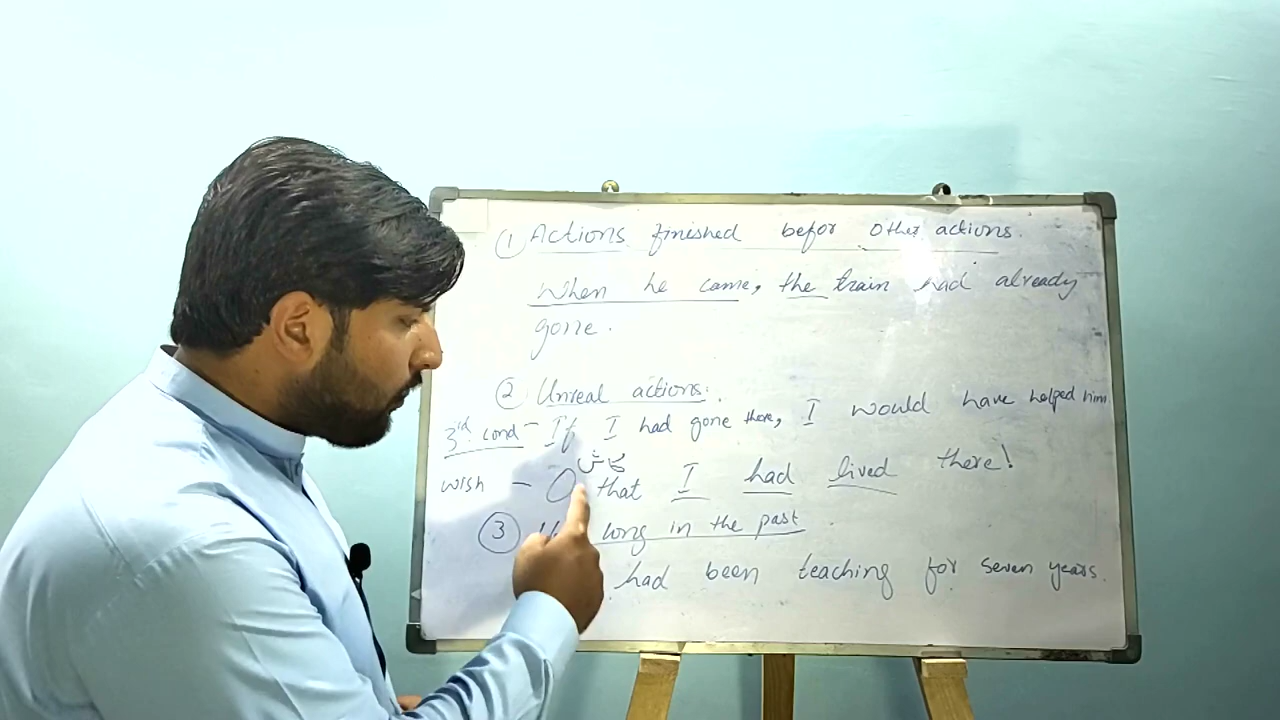 ① Actions finished befor other actions.
When he came, the train had already
gone.
② Unreal actions:
3rd cond - If I had gone there, I would have helped him.
کاش
wish - O that I had lived there!
③ long in the past
had been teaching for seven years.